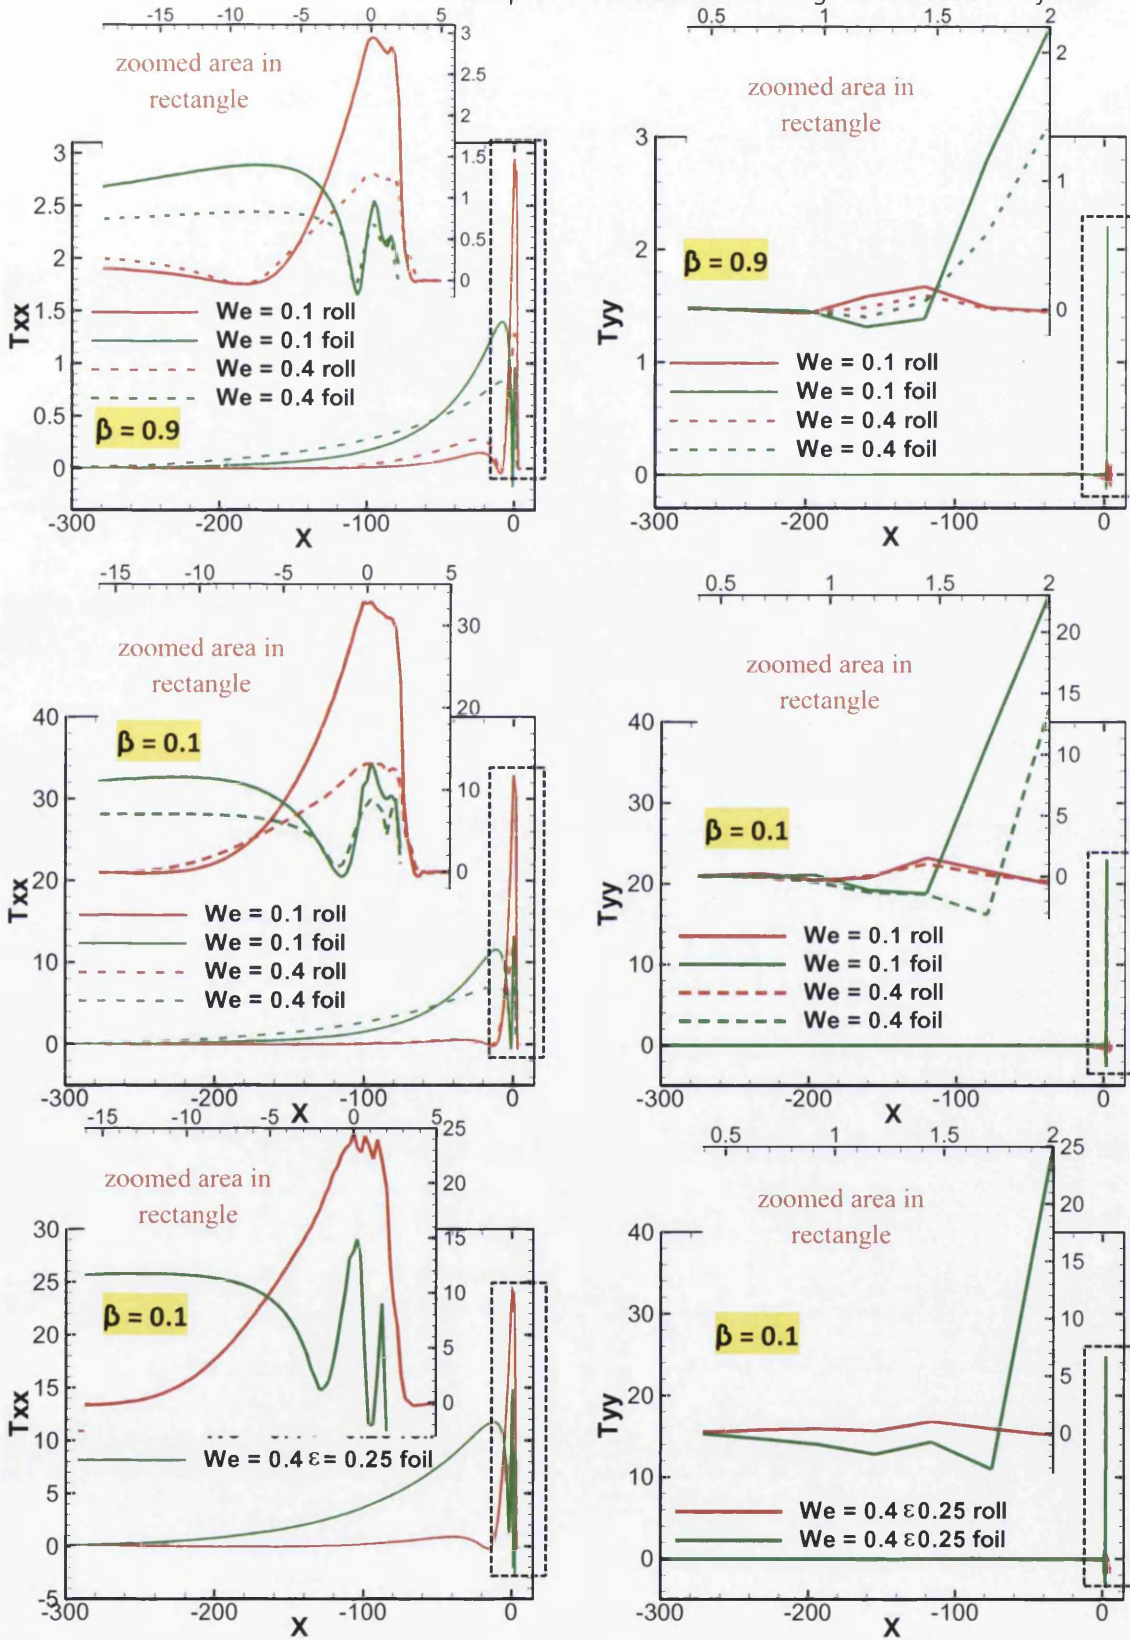 -15 -10 -5 0 5
zoomed area in
rectangle
3
2.5
2
1.5
1
0.5
0
3
2.5
2
1.5
1
0.5
0
Txx
We = 0.1 roll
We = 0.1 foil
We = 0.4 roll
We = 0.4 foil
β = 0.9
-300 -200 -100 0
X
0.5 1 1.5 2
zoomed area in
rectangle
2
1
0
3
2
1
0
Tyy
β = 0.9
We = 0.1 roll
We = 0.1 foil
We = 0.4 roll
We = 0.4 foil
-300 -200 -100 0
X
-15 -10 -5 0 5
zoomed area in
rectangle
30
20
10
0
40
30
20
10
0
Txx
β = 0.1
We = 0.1 roll
We = 0.1 foil
We = 0.4 roll
We = 0.4 foil
-300 -200 -100 0
X
0.5 1 1.5 2
zoomed area in
rectangle
20
15
10
5
0
40
30
20
10
0
Tyy
β = 0.1
We = 0.1 roll
We = 0.1 foil
We = 0.4 roll
We = 0.4 foil
-300 -200 -100 0
X
-15 -10 -5 0 5
zoomed area in
rectangle
25
20
15
10
5
0
30
25
20
15
10
5
0
-5
Txx
β = 0.1
We = 0.4 ε= 0.25 foil
-300 -200 -100 0
X
0.5 1 1.5 2
zoomed area in
rectangle
25
20
15
10
5
0
40
30
20
10
0
Tyy
β = 0.1
We = 0.4 ε0.25 roll
We = 0.4 ε0.25 foil
-300 -200 -100 0
X